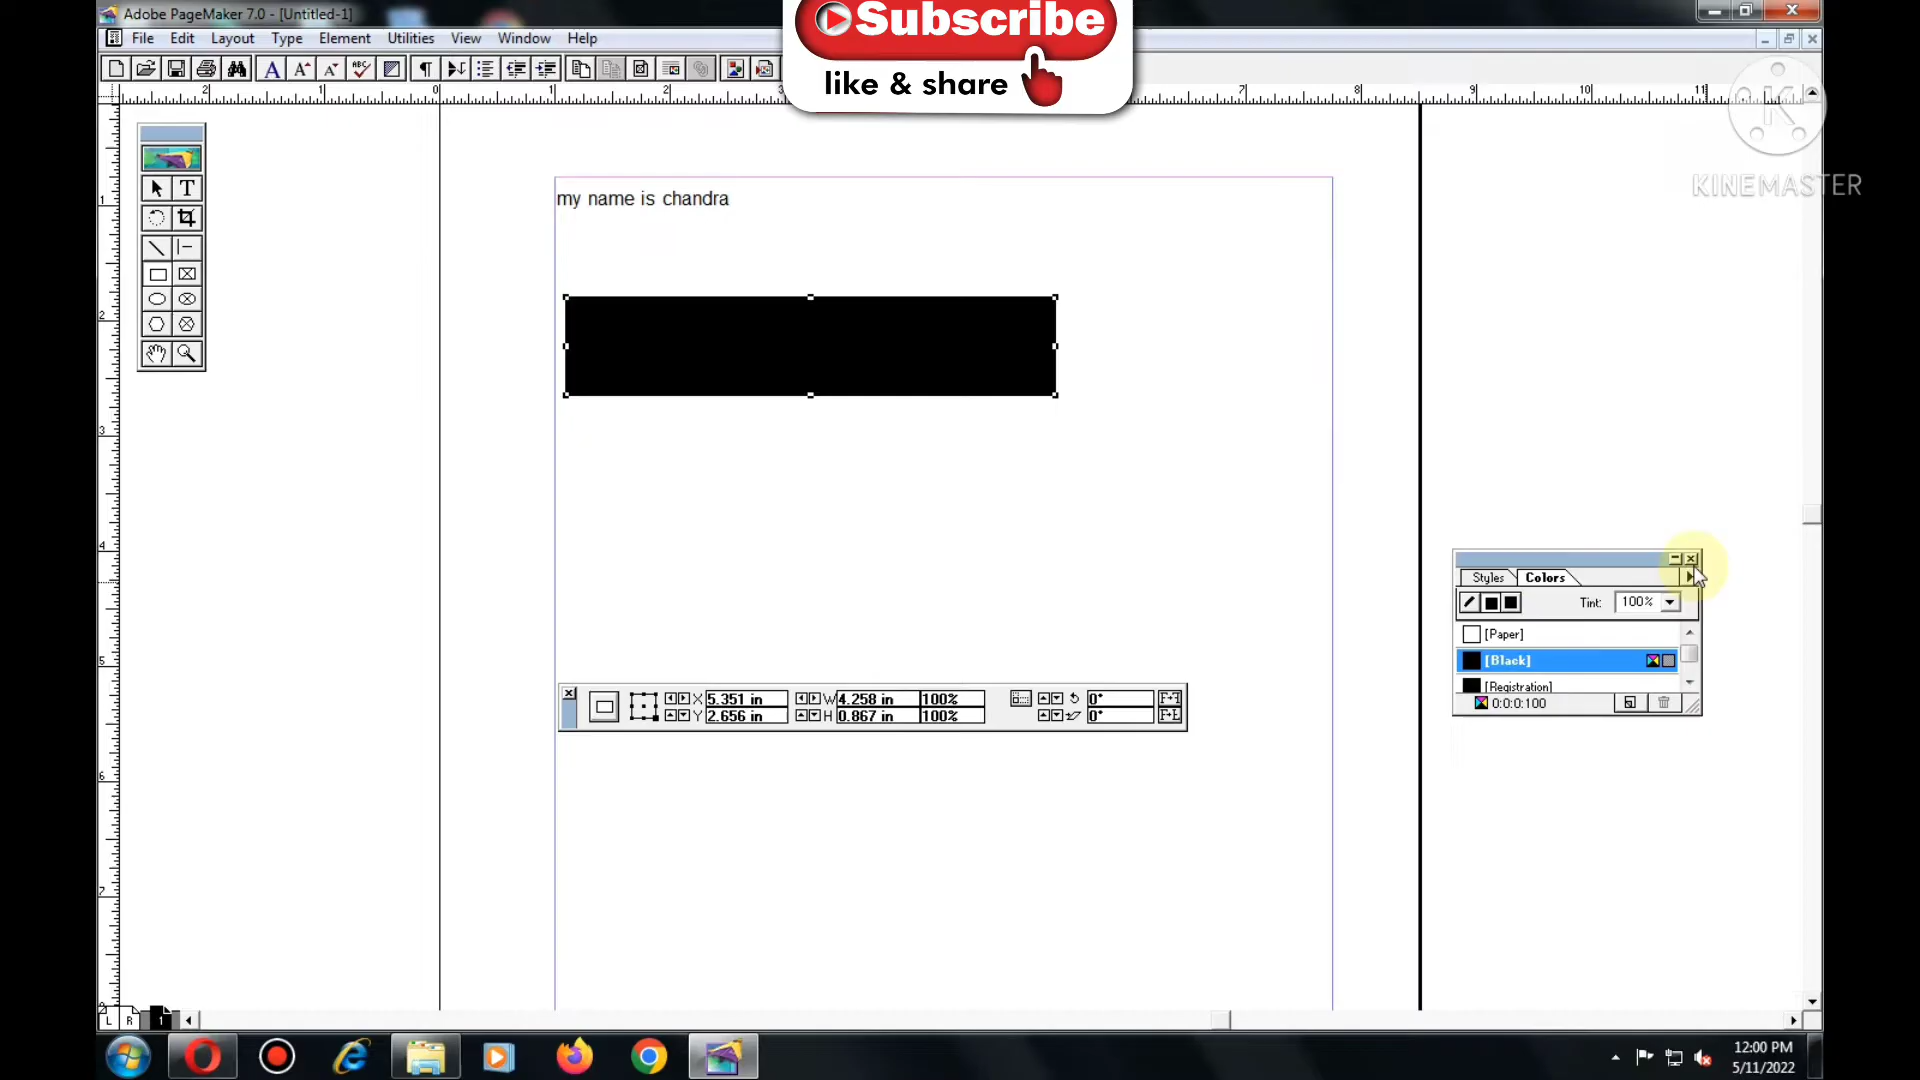 Adobe PageMaker 7.0 - [Untitled-1]
Subscribe
like & share
File Edit Layout Type Element Utilities View Window Help
KINEMASTER
my name is chandra
Styles Colors
Tint: 100%
[Paper]
[Black]
[Registration]
0:0:0:100
X 5.351 in W 4.258 in 100% 0°
Y 2.656 in H 0.867 in 100% 0°
L R 1
12:00 PM
5/11/2022